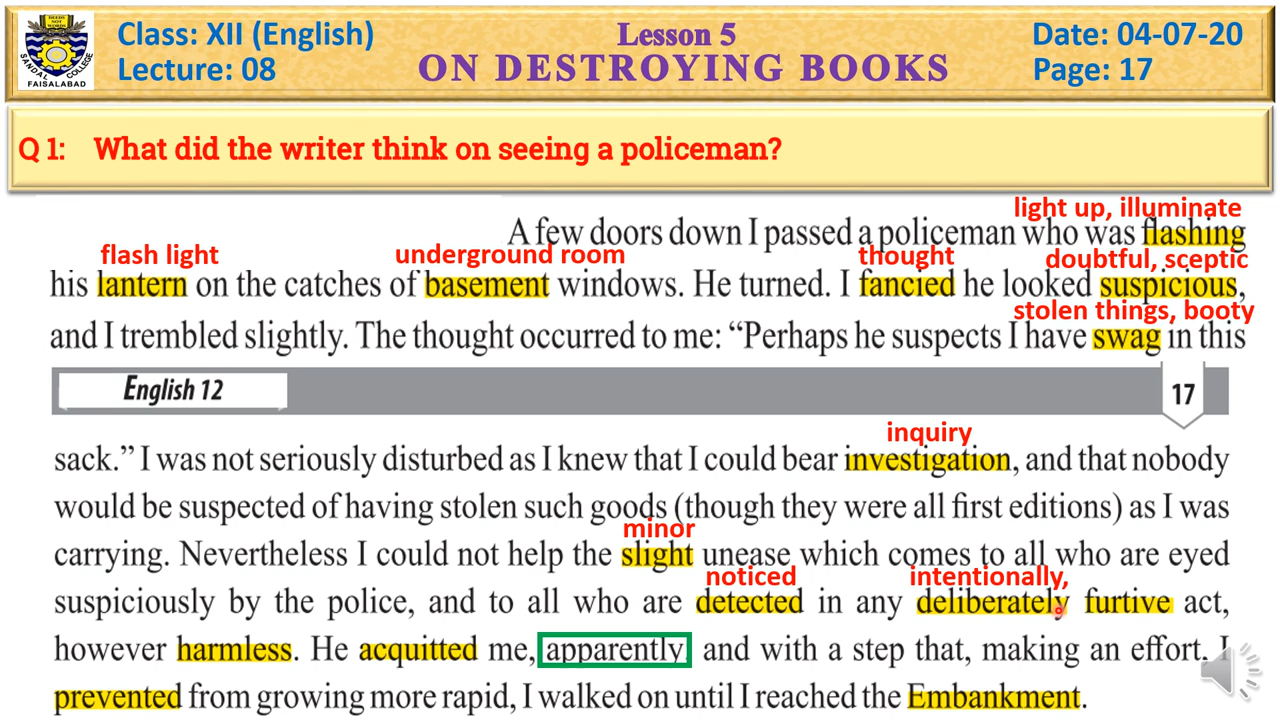 DEEDS NOT WORDS
SANDAL COLLEGE
FAISALABAD
Class: XII (English)
Lecture: 08
Lesson 5
ON DESTROYING BOOKS
Date: 04-07-20
Page: 17
Q 1: What did the writer think on seeing a policeman?
light up, illuminate
A few doors down I passed a policeman who was flashing
flash light underground room thought doubtful, sceptic
his lantern on the catches of basement windows. He turned. I fancied he looked suspicious,
stolen things, booty
and I trembled slightly. The thought occurred to me: “Perhaps he suspects I have swag in this
English 12 17
inquiry
sack.” I was not seriously disturbed as I knew that I could bear investigation, and that nobody
would be suspected of having stolen such goods (though they were all first editions) as I was
minor
carrying. Nevertheless I could not help the slight unease which comes to all who are eyed
noticed intentionally,
suspiciously by the police, and to all who are detected in any deliberately furtive act,
however harmless. He acquitted me, apparently, and with a step that, making an effort, I
prevented from growing more rapid, I walked on until I reached the Embankment.